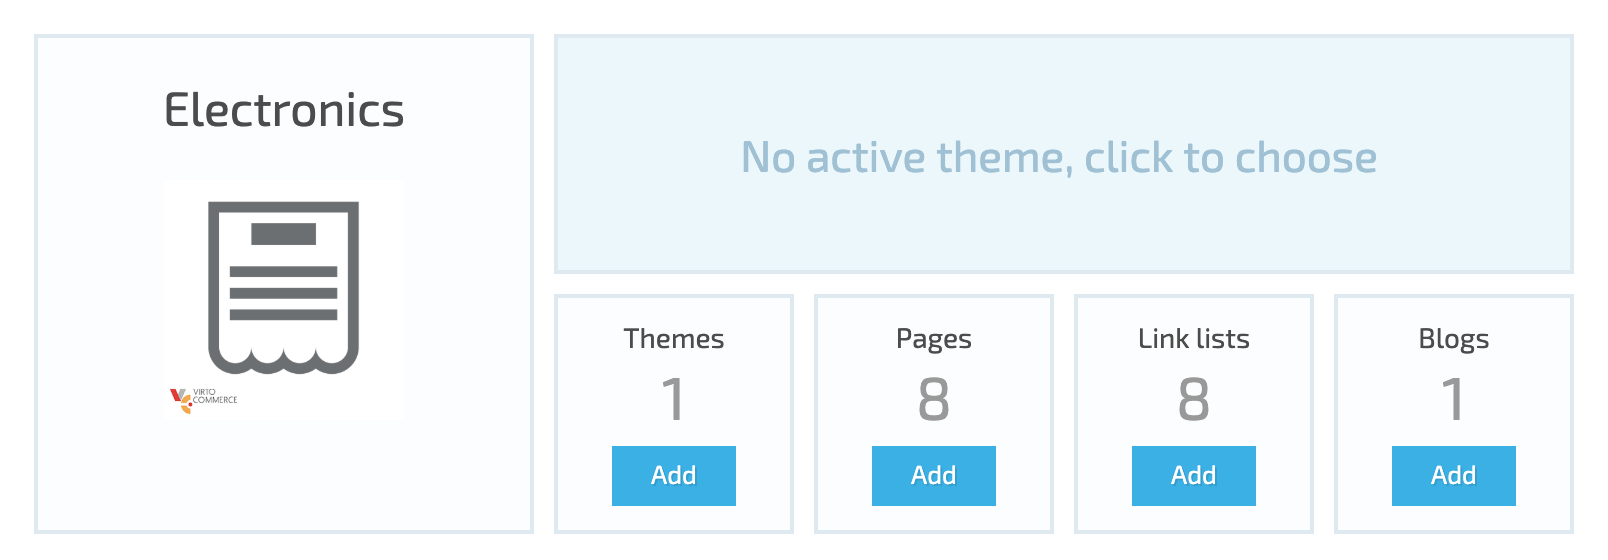 Electronics
VIRTO
COMMERCE
No active theme, click to choose
Themes
1
Add
Pages
8
Add
Link lists
8
Add
Blogs
1
Add